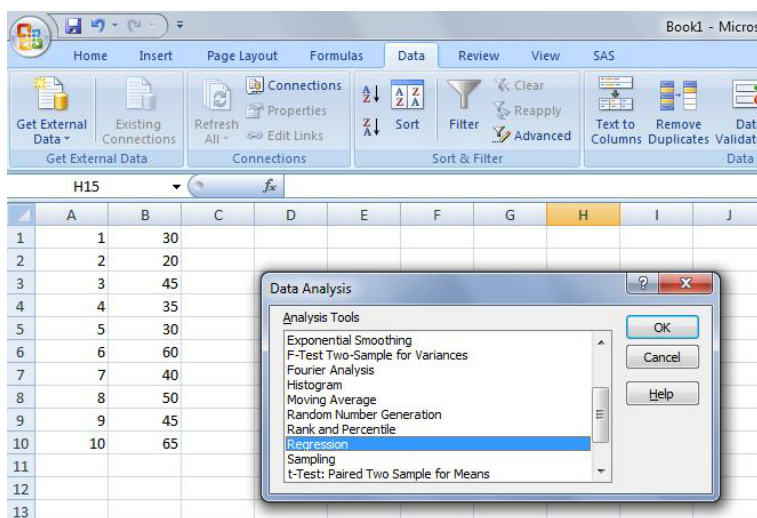 Book1 - Micros
Home Insert Page Layout Formulas Data Review View SAS
Get External Data
Existing Connections
Get External Data
Refresh All
Connections
Properties
Edit Links
Connections
A Z
Z A
A Z
Z A
Sort
Filter
Clear
Reapply
Advanced
Sort & Filter
Text to Columns
Remove Duplicates
Dat
Validat
Data
H15
fx
A B C D E F G H I J
1 1 30
2 2 20
3 3 45
4 4 35
5 5 30
6 6 60
7 7 40
8 8 50
9 9 45
10 10 65
11
12
13
Data Analysis
?
X
Analysis Tools
Exponential Smoothing
F-Test Two-Sample for Variances
Fourier Analysis
Histogram
Moving Average
Random Number Generation
Rank and Percentile
Regression
Sampling
t-Test: Paired Two Sample for Means
OK
Cancel
Help